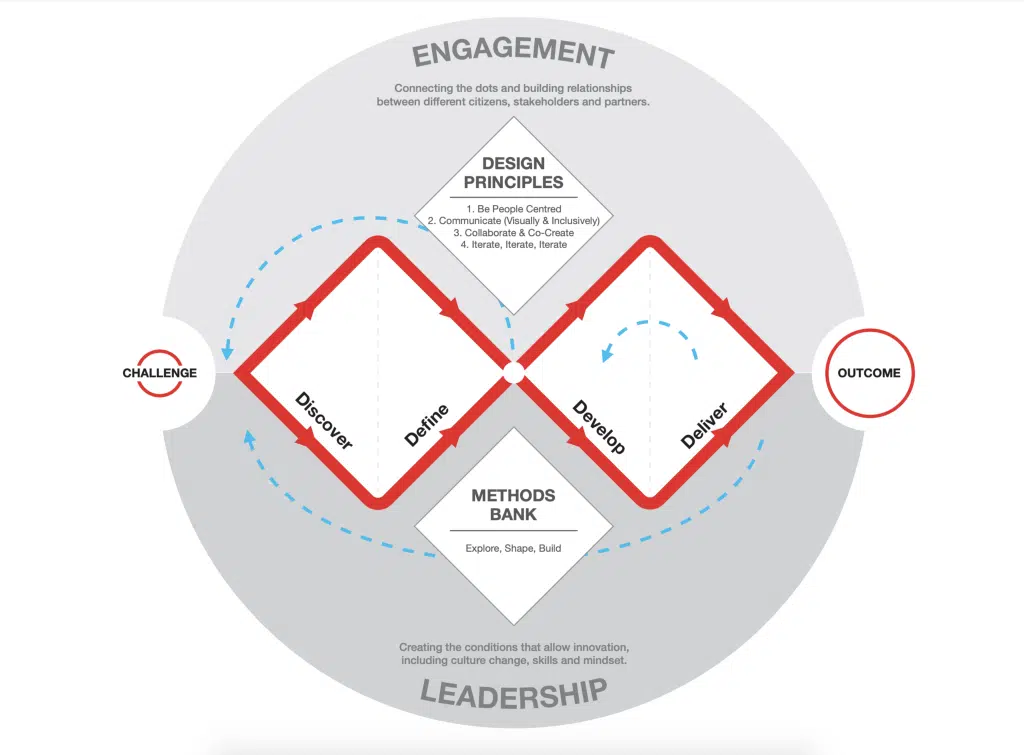 ENGAGEMENT
Connecting the dots and building relationships
between different citizens, stakeholders and partners.
DESIGN
PRINCIPLES
1. Be People Centred
2. Communicate (Visually & Inclusively)
3. Collaborate & Co-Create
4. Iterate, Iterate, Iterate
CHALLENGE
OUTCOME
Discover
Define
Develop
Deliver
METHODS
BANK
Explore, Shape, Build
Creating the conditions that allow innovation,
including culture change, skills and mindset.
LEADERSHIP